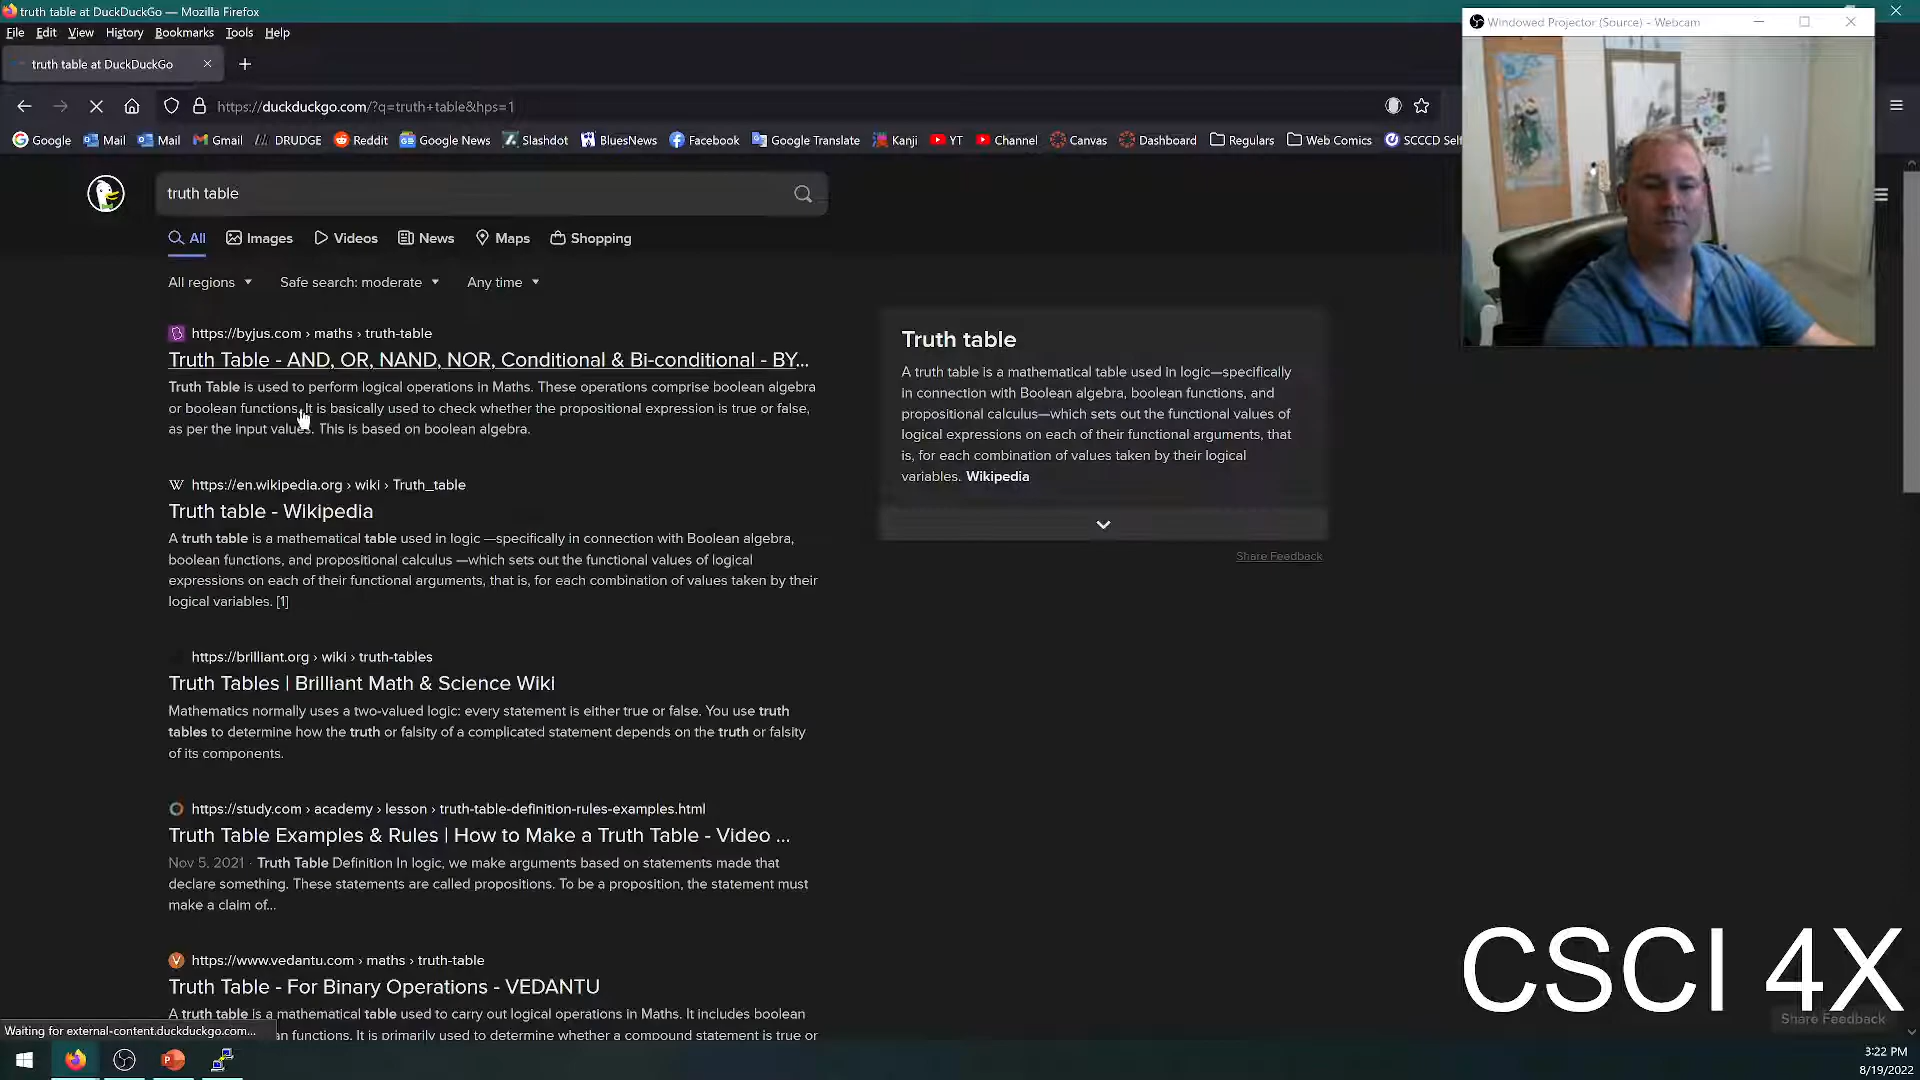 truth table at DuckDuckGo — Mozilla Firefox
File Edit View History Bookmarks Tools Help
truth table at DuckDuckGo
https://duckduckgo.com/?q=truth+table&hps=1
Google Mail Mail Gmail DRUDGE Reddit Google News Slashdot BluesNews Facebook Google Translate Kanji YT Channel Canvas Dashboard Regulars Web Comics SCCCD Self
Windowed Projector (Source) - Webcam
truth table
All Images Videos News Maps Shopping
All regions Safe search: moderate Any time
https://byjus.com › maths › truth-table
Truth Table - AND, OR, NAND, NOR, Conditional & Bi-conditional - BY...
Truth Table is used to perform logical operations in Maths. These operations comprise boolean algebra
or boolean functions. It is basically used to check whether the propositional expression is true or false,
as per the input values. This is based on boolean algebra.
https://en.wikipedia.org › wiki › Truth_table
Truth table - Wikipedia
A truth table is a mathematical table used in logic —specifically in connection with Boolean algebra,
boolean functions, and propositional calculus —which sets out the functional values of logical
expressions on each of their functional arguments, that is, for each combination of values taken by their
logical variables. [1]
https://brilliant.org › wiki › truth-tables
Truth Tables | Brilliant Math & Science Wiki
Mathematics normally uses a two-valued logic: every statement is either true or false. You use truth
tables to determine how the truth or falsity of a complicated statement depends on the truth or falsity
of its components.
https://study.com › academy › lesson › truth-table-definition-rules-examples.html
Truth Table Examples & Rules | How to Make a Truth Table - Video ...
Nov 5, 2021 · Truth Table Definition In logic, we make arguments based on statements made that
declare something. These statements are called propositions. To be a proposition, the statement must
make a claim of...
https://www.vedantu.com › maths › truth-table
Truth Table - For Binary Operations - VEDANTU
A truth table is a mathematical table used to carry out logical operations in Maths. It includes boolean
an functions. It is primarily used to determine whether a compound statement is true or
Waiting for external-content.duckduckgo.com...
Truth table
A truth table is a mathematical table used in logic—specifically
in connection with Boolean algebra, boolean functions, and
propositional calculus—which sets out the functional values of
logical expressions on each of their functional arguments, that
is, for each combination of values taken by their logical
variables. Wikipedia
Share Feedback
CSCI 4X
Share Feedback
3:22 PM
8/19/2022